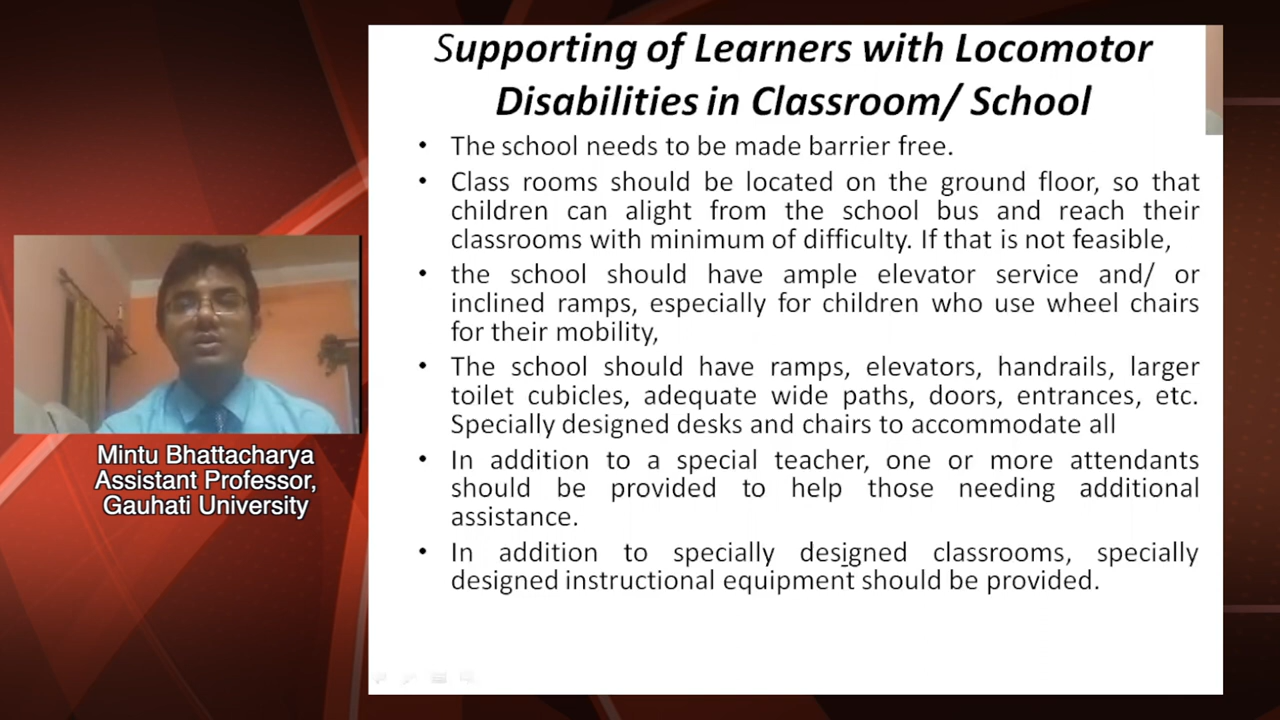 Supporting of Learners with Locomotor
Disabilities in Classroom/ School
• The school needs to be made barrier free.
• Class rooms should be located on the ground floor, so that
children can alight from the school bus and reach their
classrooms with minimum of difficulty. If that is not feasible,
• the school should have ample elevator service and/ or
inclined ramps, especially for children who use wheel chairs
for their mobility,
• The school should have ramps, elevators, handrails, larger
toilet cubicles, adequate wide paths, doors, entrances, etc.
Specially designed desks and chairs to accommodate all
• In addition to a special teacher, one or more attendants
should be provided to help those needing additional
assistance.
• In addition to specially designed classrooms, specially
designed instructional equipment should be provided.
Mintu Bhattacharya
Assistant Professor,
Gauhati University